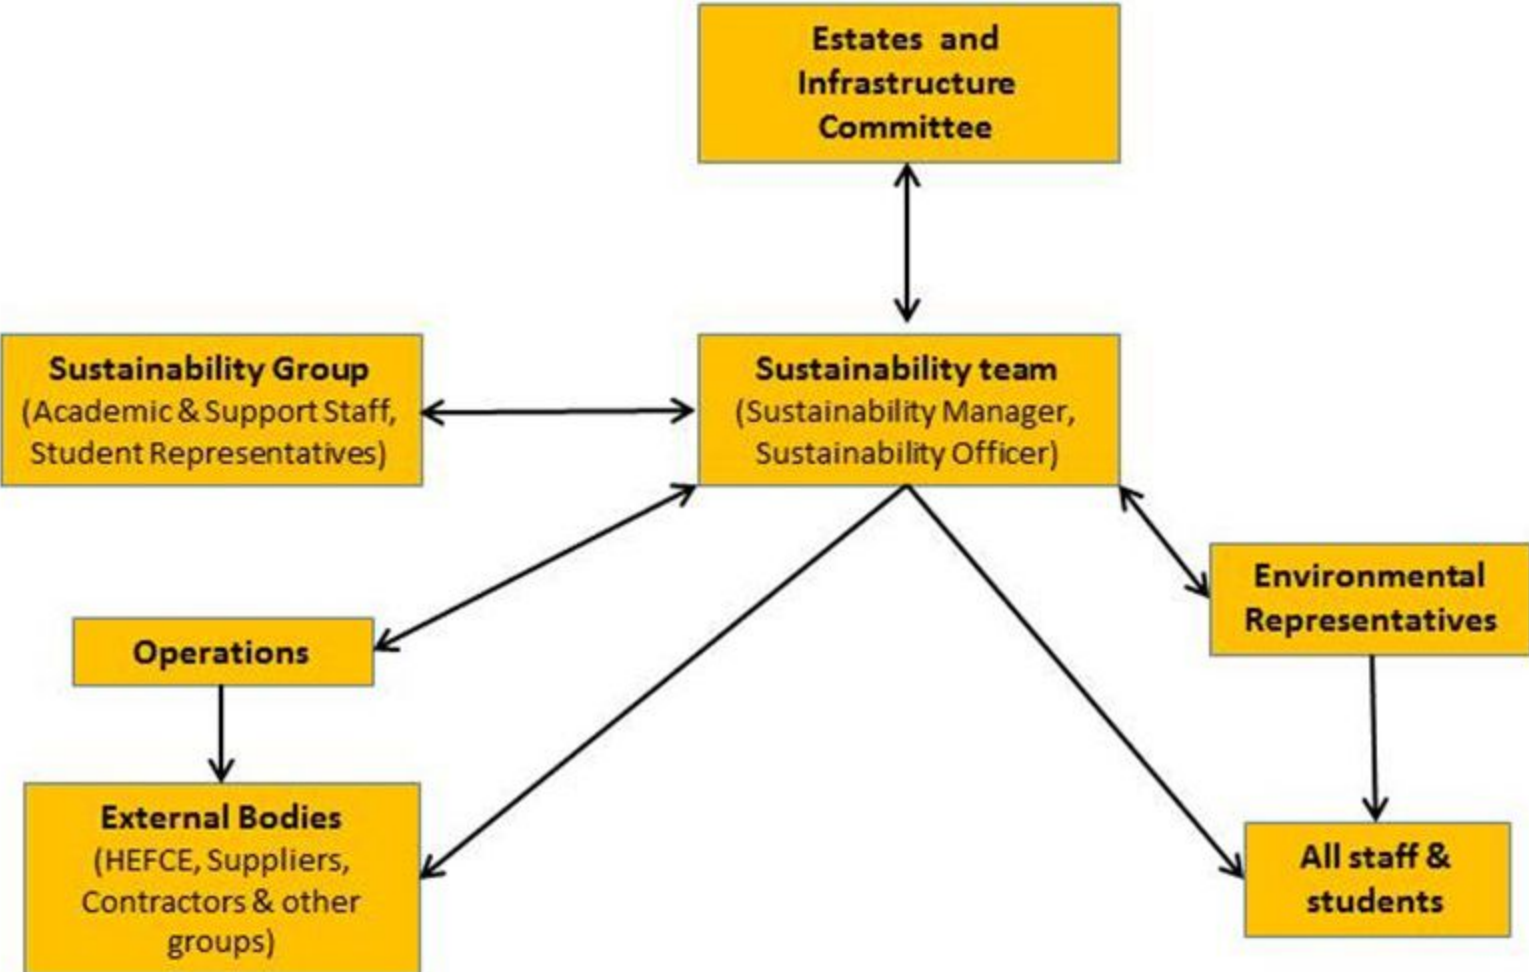 Estates and
Infrastructure
Committee
Sustainability Group
(Academic & Support Staff,
Student Representatives)
Sustainability team
(Sustainability Manager,
Sustainability Officer)
Environmental
Representatives
Operations
External Bodies
(HEFCE, Suppliers,
Contractors & other
groups)
All staff &
students